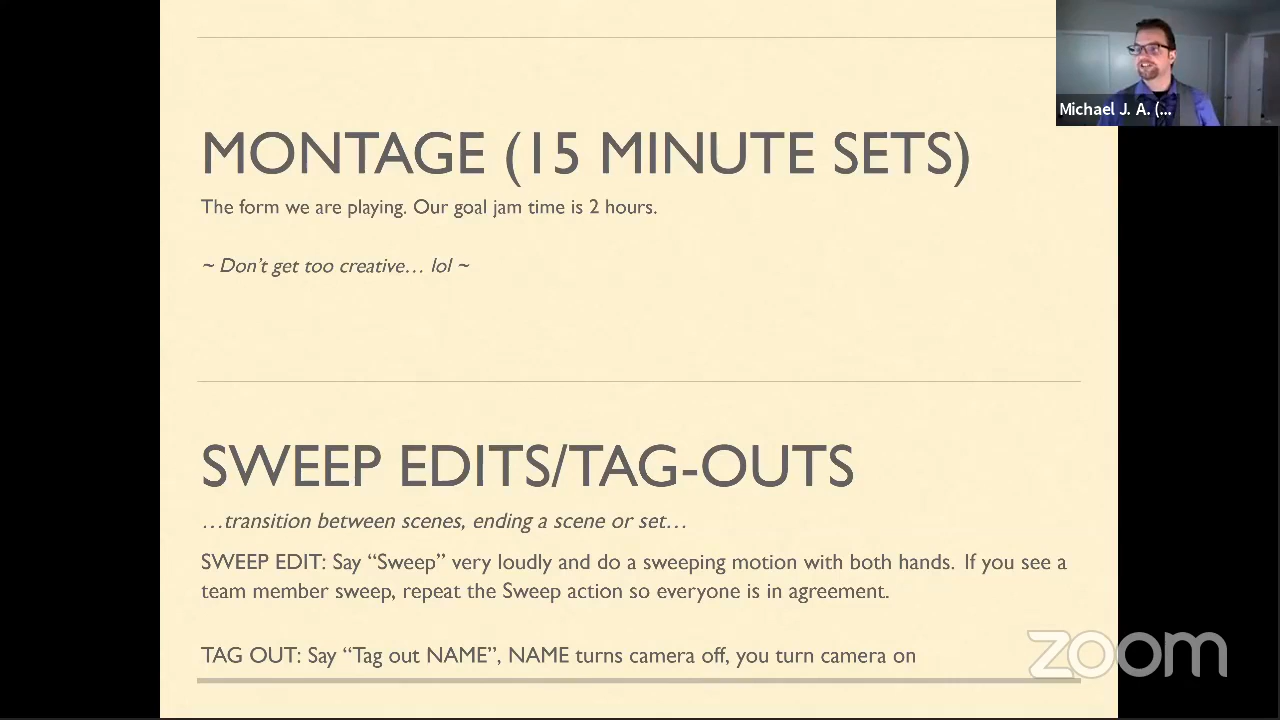 MONTAGE (15 MINUTE SETS)
The form we are playing. Our goal jam time is 2 hours.
~ Don’t get too creative… lol ~
SWEEP EDITS/TAG-OUTS
…transition between scenes, ending a scene or set…
SWEEP EDIT: Say “Sweep” very loudly and do a sweeping motion with both hands. If you see a
team member sweep, repeat the Sweep action so everyone is in agreement.
TAG OUT: Say “Tag out NAME”, NAME turns camera off, you turn camera on
Michael J. A. (...
zoom